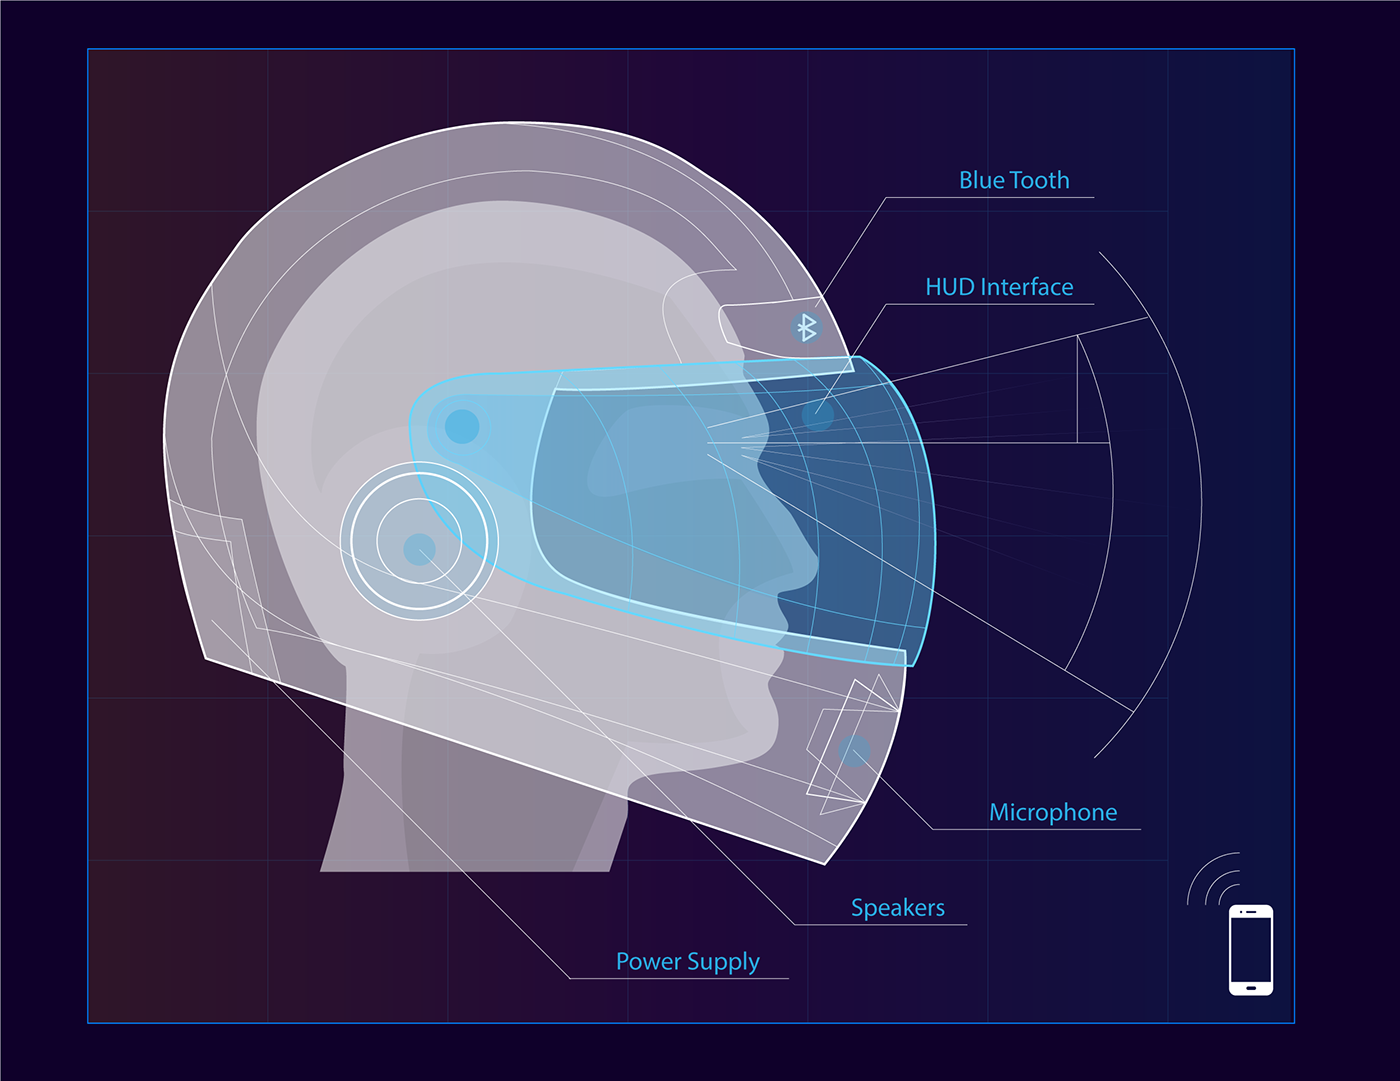 Blue Tooth
HUD Interface
Microphone
Speakers
Power Supply